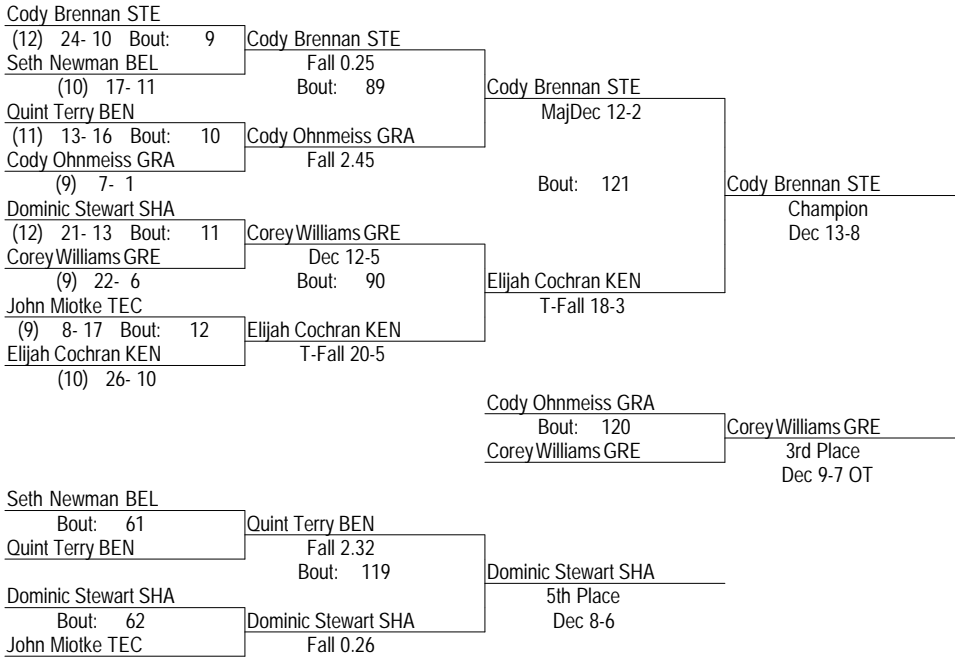 Cody Brennan STE
(12) 24- 10 Bout: 9 Cody Brennan STE
Seth Newman BEL Fall 0.25
(10) 17- 11 Bout: 89 Cody Brennan STE
Quint Terry BEN MajDec 12-2
(11) 13- 16 Bout: 10 Cody Ohnmeiss GRA
Cody Ohnmeiss GRA Fall 2.45
(9) 7- 1 Bout: 121 Cody Brennan STE
Dominic Stewart SHA Champion
(12) 21- 13 Bout: 11 Corey Williams GRE Dec 13-8
Corey Williams GRE Dec 12-5
(9) 22- 6 Bout: 90 Elijah Cochran KEN
John Miotke TEC T-Fall 18-3
(9) 8- 17 Bout: 12 Elijah Cochran KEN
Elijah Cochran KEN T-Fall 20-5
(10) 26- 10
Cody Ohnmeiss GRA
Bout: 120 Corey Williams GRE
Corey Williams GRE 3rd Place
Dec 9-7 OT
Seth Newman BEL
Bout: 61 Quint Terry BEN
Quint Terry BEN Fall 2.32
Bout: 119 Dominic Stewart SHA
Dominic Stewart SHA 5th Place
Bout: 62 Dominic Stewart SHA Dec 8-6
John Miotke TEC Fall 0.26